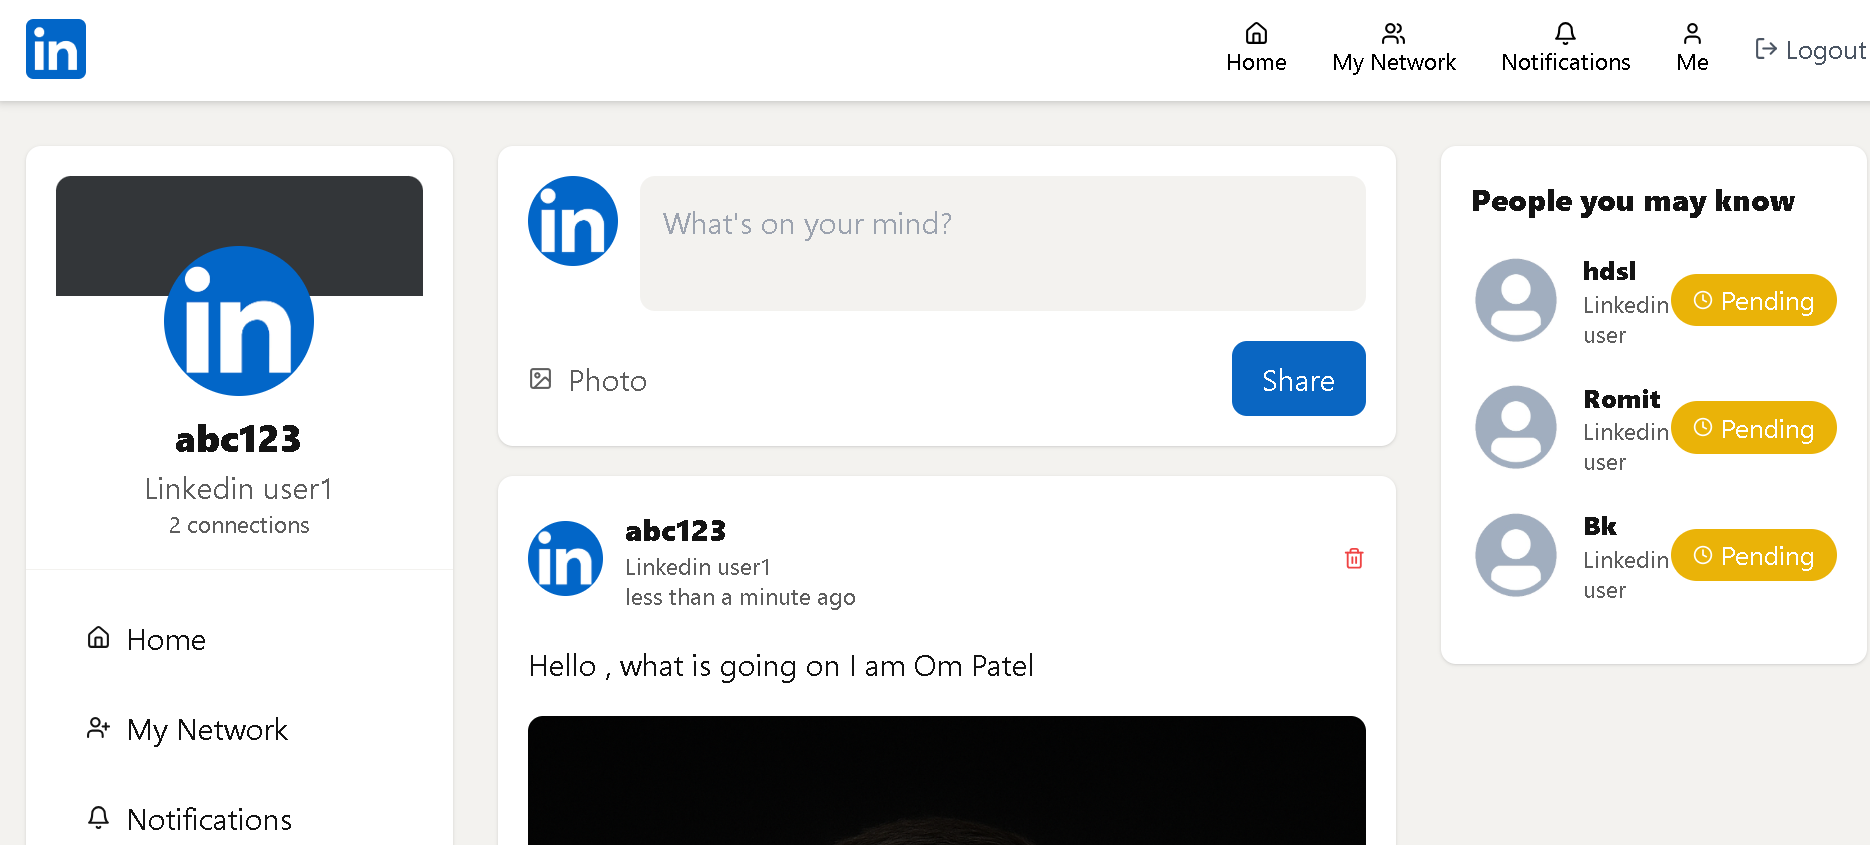 in
Home
My Network
Notifications
Me
Logout
in
abc123
Linkedin user1
2 connections
Home
My Network
Notifications
in
What's on your mind?
Photo
Share
in
abc123
Linkedin user1
less than a minute ago
Hello , what is going on I am Om Patel
People you may know
hdsl
Linkedin
user
Pending
Romit
Linkedin
user
Pending
Bk
Linkedin
user
Pending